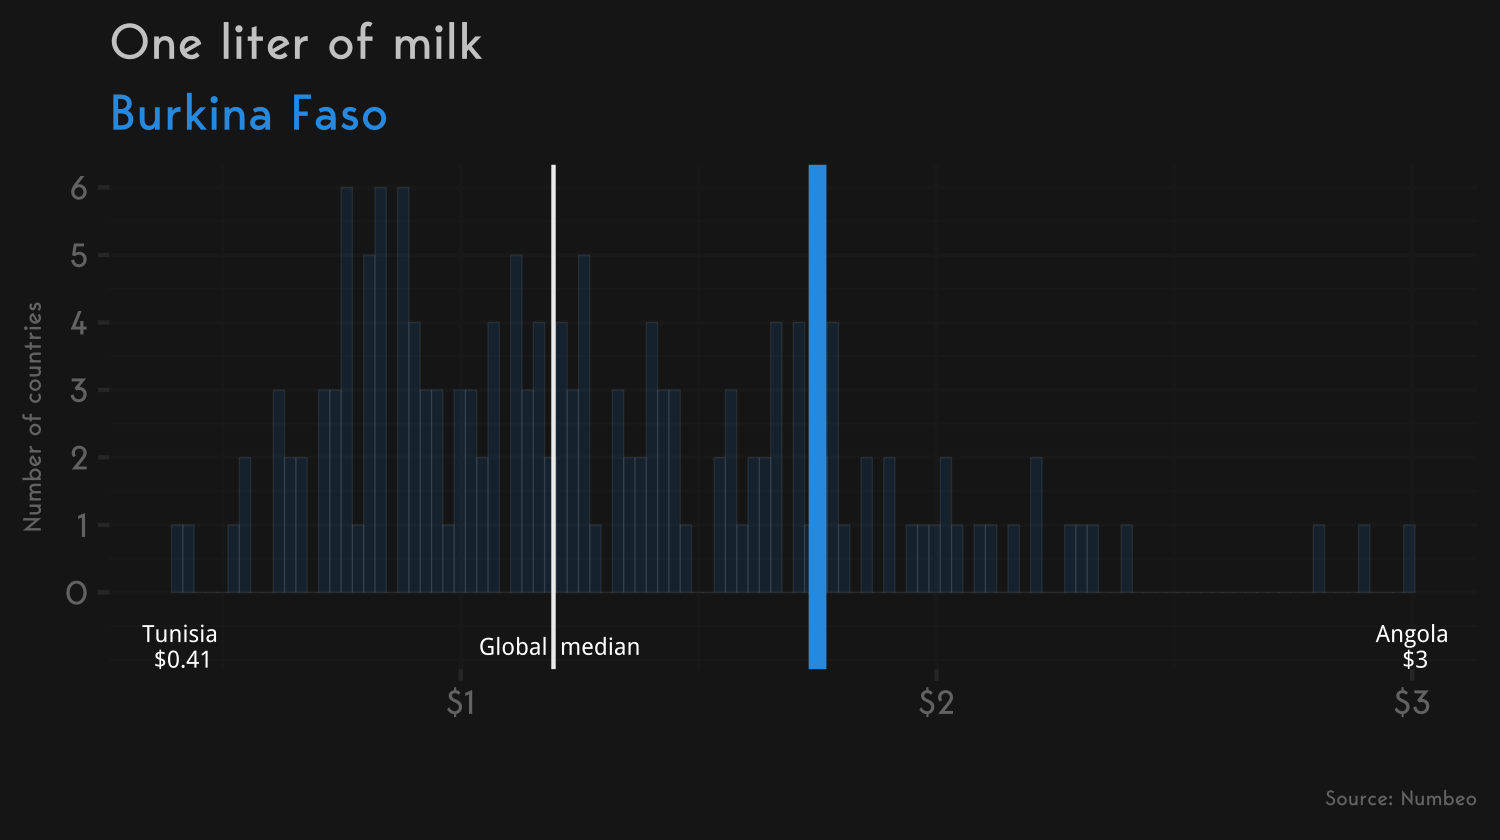 One liter of milk
Burkina Faso
Number of countries
6
5
4
3
2
1
0
Tunisia
$0.41
Global median
Angola
$3
$1
$2
$3
Source: Numbeo